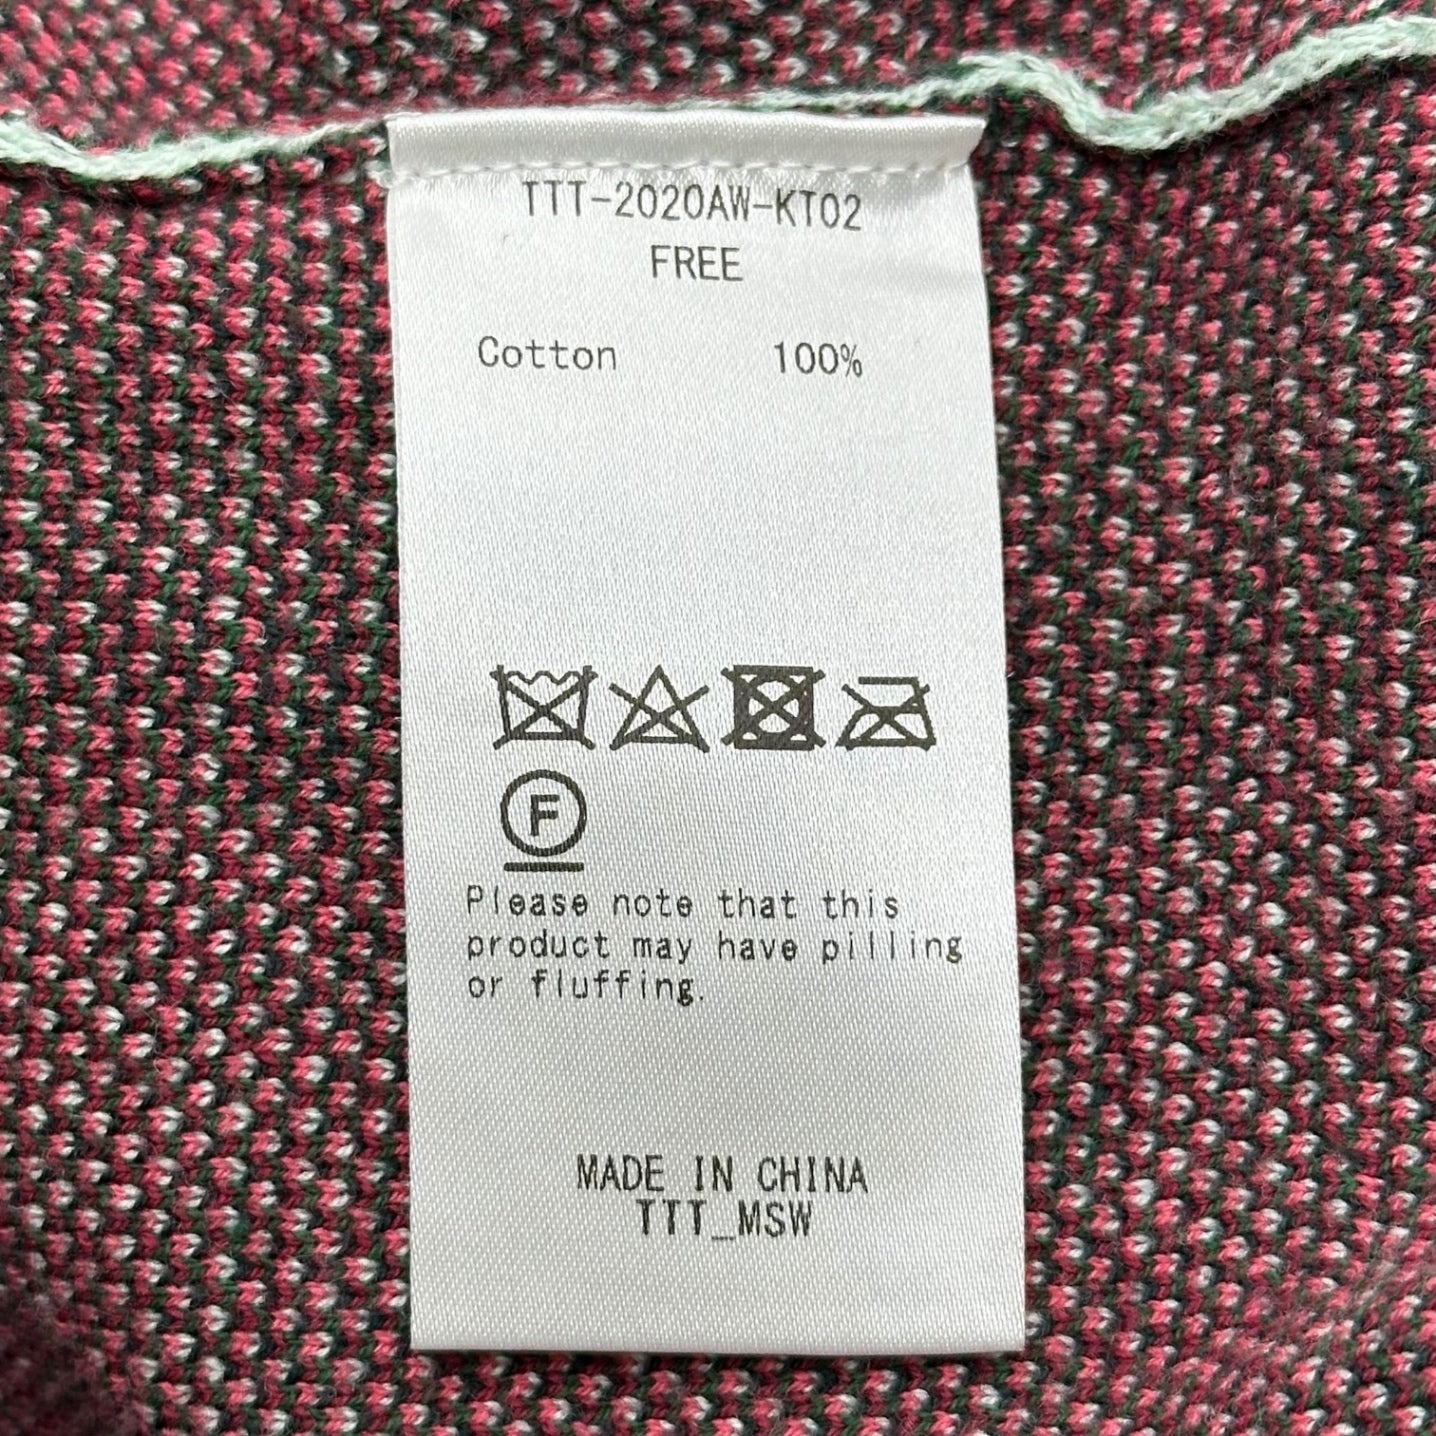 TTT-2020AW-KT02
FREE
Cotton 100%
F
Please note that this
product may have pilling
or fluffing.
MADE IN CHINA
TTT_MSW